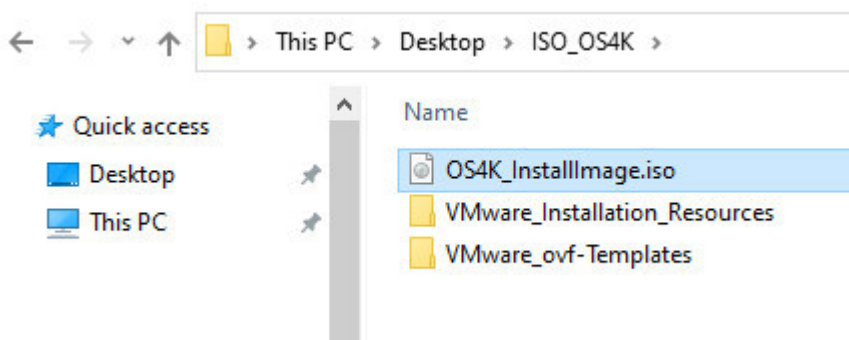 This PC > Desktop > ISO_OS4K >
Quick access
Desktop
This PC
Name
OS4K_InstallImage.iso
VMware_Installation_Resources
VMware_ovf-Templates